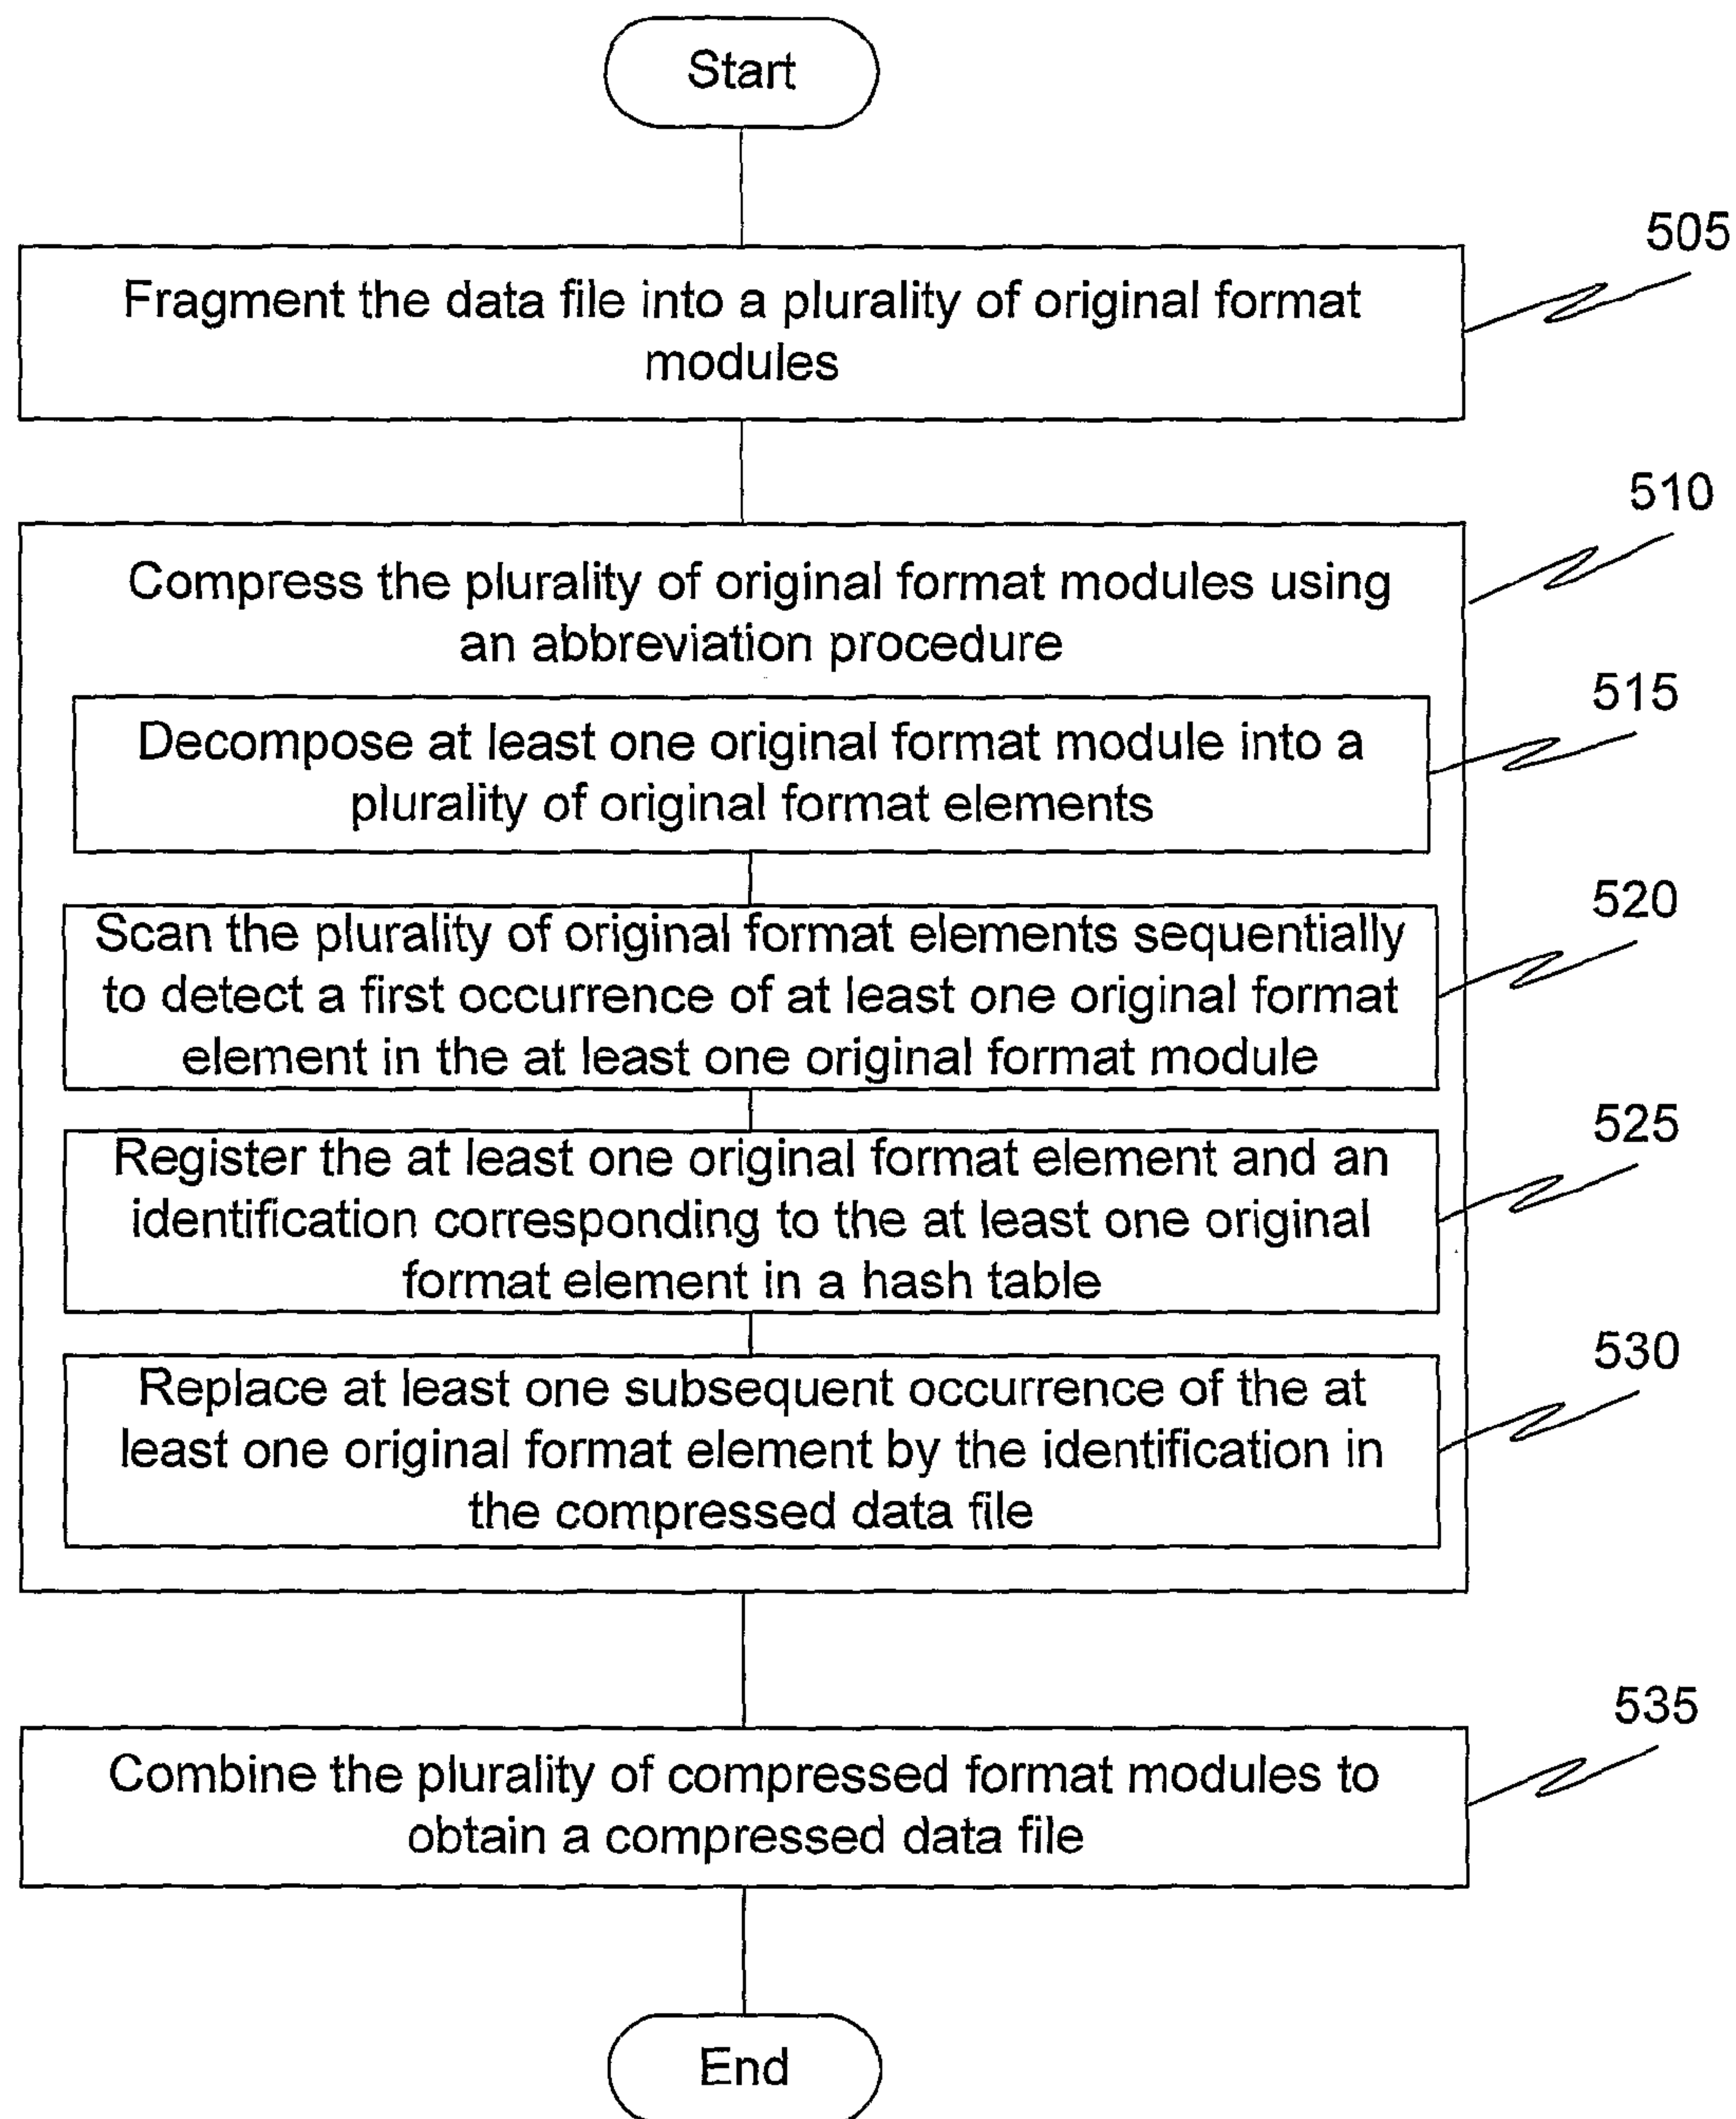 Start
505
Fragment the data file into a plurality of original format
modules
510
Compress the plurality of original format modules using
an abbreviation procedure
515
Decompose at least one original format module into a
plurality of original format elements
520
Scan the plurality of original format elements sequentially
to detect a first occurrence of at least one original format
element in the at least one original format module
525
Register the at least one original format element and an
identification corresponding to the at least one original
format element in a hash table
530
Replace at least one subsequent occurrence of the at
least one original format element by the identification in
the compressed data file
535
Combine the plurality of compressed format modules to
obtain a compressed data file
End